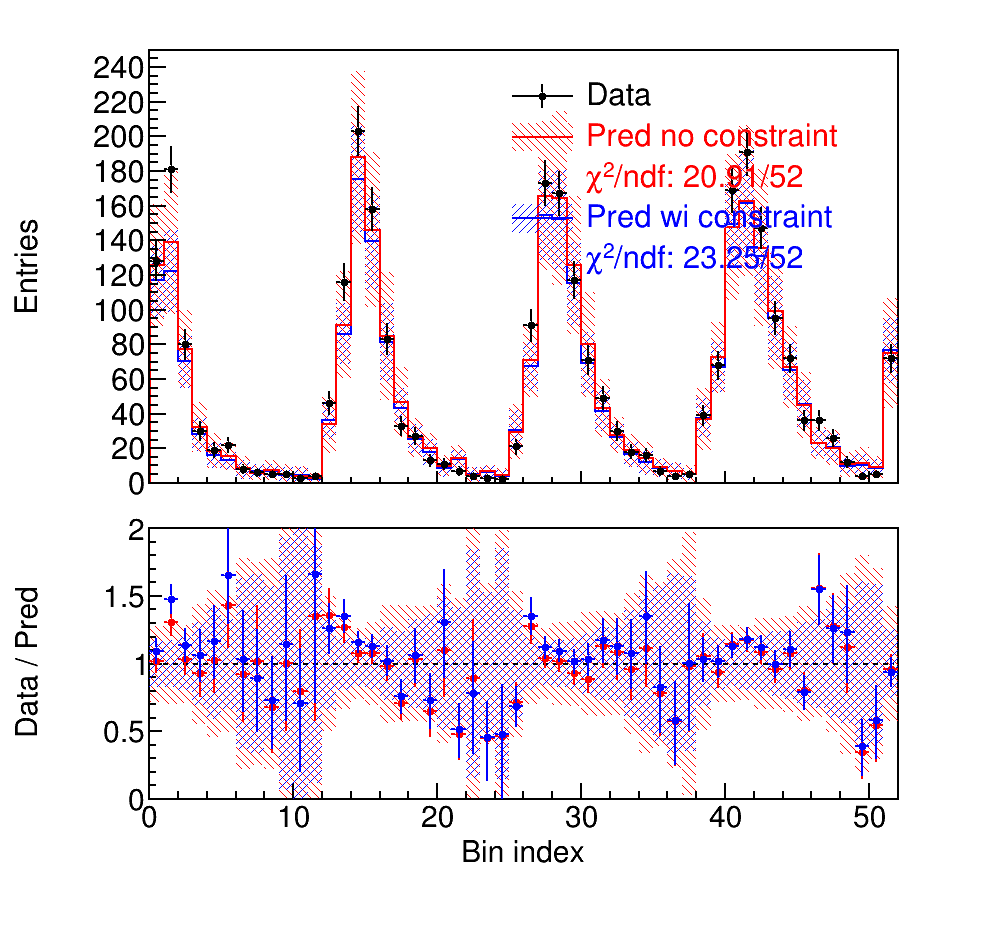 240
220
200
180
160
140
120
100
80
60
40
20
0
Entries
Data
Pred no constraint
χ²/ndf: 20.91/52
Pred wi constraint
χ²/ndf: 23.25/52
2
1.5
1
0.5
0
Data / Pred
0 10 20 30 40 50
Bin index